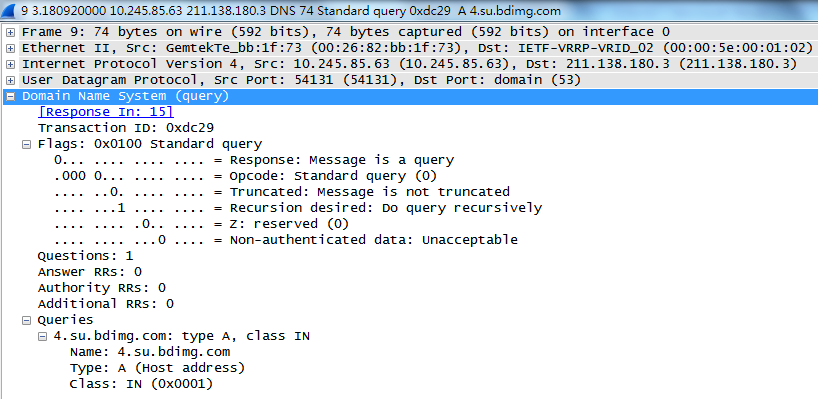 9 3.180920000 10.245.85.63 211.138.180.3 DNS 74 Standard query 0xdc29 A 4.su.bdimg.com
Frame 9: 74 bytes on wire (592 bits), 74 bytes captured (592 bits) on interface 0
Ethernet II, Src: GemtekTe_bb:1f:73 (00:26:82:bb:1f:73), Dst: IETF-VRRP-VRID_02 (00:00:5e:00:01:02)
Internet Protocol Version 4, Src: 10.245.85.63 (10.245.85.63), Dst: 211.138.180.3 (211.138.180.3)
User Datagram Protocol, Src Port: 54131 (54131), Dst Port: domain (53)
Domain Name System (query)
[Response In: 15]
Transaction ID: 0xdc29
Flags: 0x0100 Standard query
0... .... .... .... = Response: Message is a query
.000 0... .... .... = Opcode: Standard query (0)
.... ..0. .... .... = Truncated: Message is not truncated
.... ...1 .... .... = Recursion desired: Do query recursively
.... .... .0.. .... = Z: reserved (0)
.... .... ...0 .... = Non-authenticated data: Unacceptable
Questions: 1
Answer RRs: 0
Authority RRs: 0
Additional RRs: 0
Queries
4.su.bdimg.com: type A, class IN
Name: 4.su.bdimg.com
Type: A (Host address)
Class: IN (0x0001)